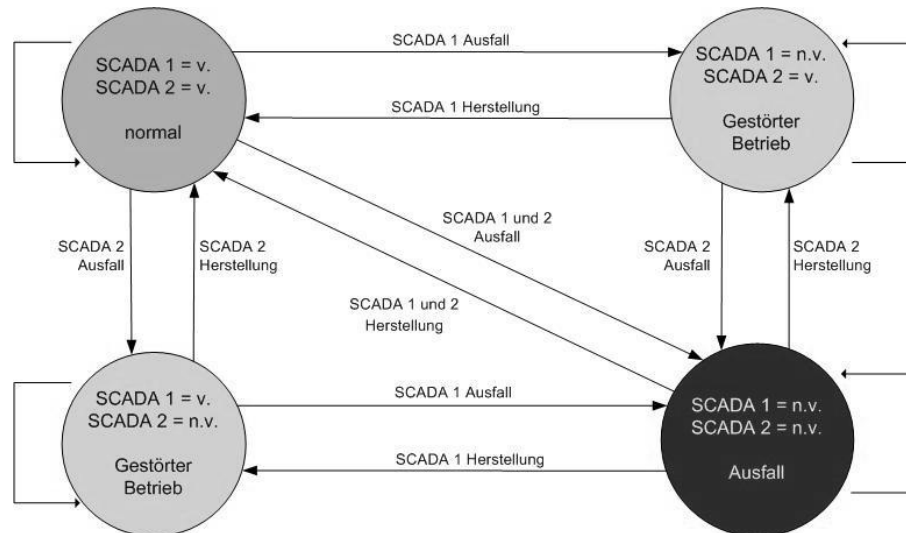 SCADA 1 = v.
SCADA 2 = v.
normal
SCADA 1 Ausfall
SCADA 1 Herstellung
SCADA 1 = n.v.
SCADA 2 = v.
Gestörter
Betrieb
SCADA 2
Ausfall
SCADA 2
Herstellung
SCADA 1 und 2
Ausfall
SCADA 1 und 2
Herstellung
SCADA 2
Ausfall
SCADA 2
Herstellung
SCADA 1 = v.
SCADA 2 = n.v.
Gestörter
Betrieb
SCADA 1 Ausfall
SCADA 1 Herstellung
SCADA 1 = n.v.
SCADA 2 = n.v.
Ausfall